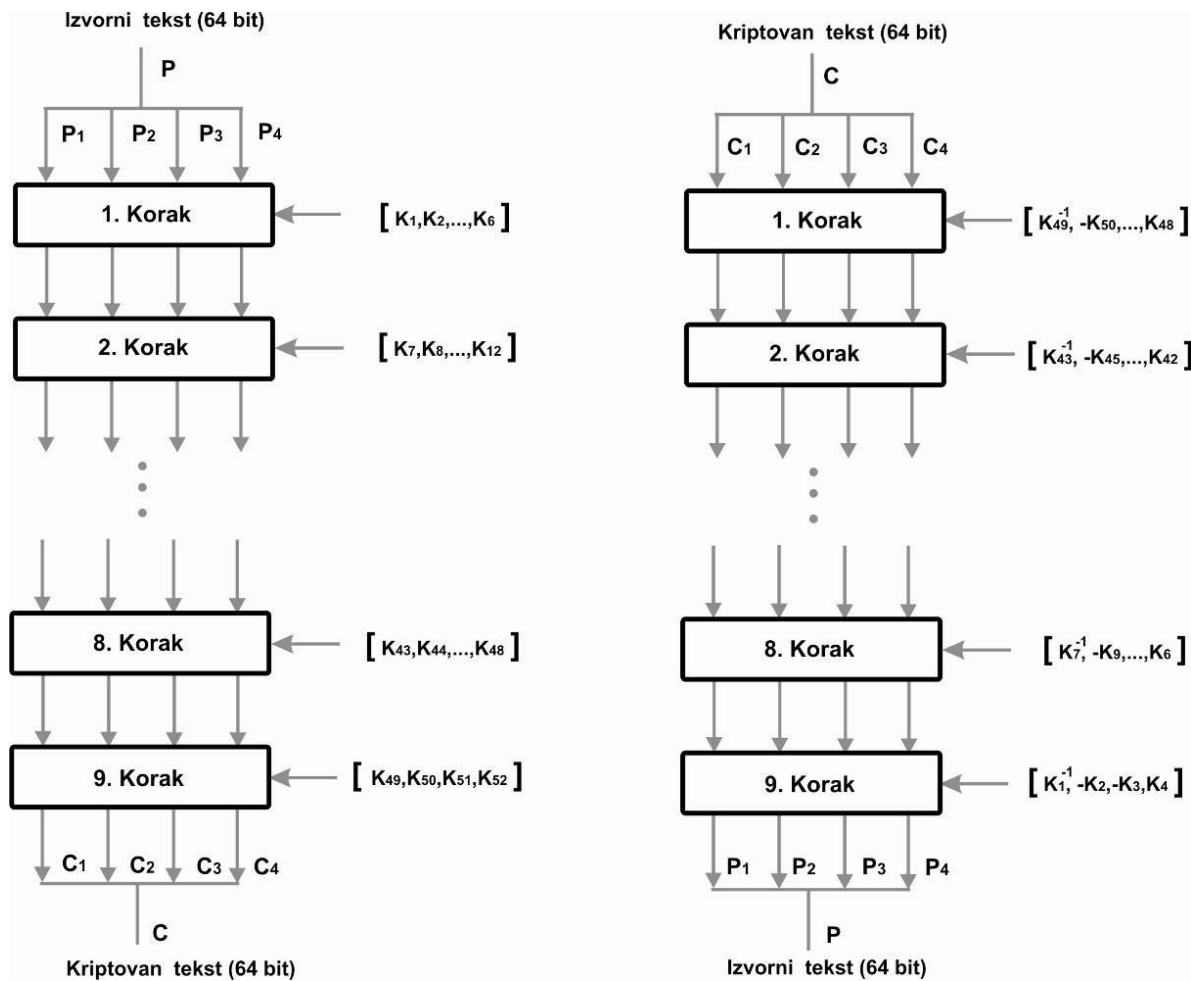 Izvorni tekst (64 bit)
P
P1 P2 P3 P4
1. Korak
[ K1,K2,...,K6 ]
2. Korak
[ K7,K8,...,K12 ]
8. Korak
[ K43,K44,...,K48 ]
9. Korak
[ K49,K50,K51,K52 ]
C1 C2 C3 C4
C
Kriptovan tekst (64 bit)
Kriptovan tekst (64 bit)
C
C1 C2 C3 C4
1. Korak
[ K49^-1, -K50,...,K48 ]
2. Korak
[ K43^-1, -K45,...,K42 ]
8. Korak
[ K7^-1, -K9,...,K6 ]
9. Korak
[ K1^-1, -K2,-K3,K4 ]
P1 P2 P3 P4
P
Izvorni tekst (64 bit)